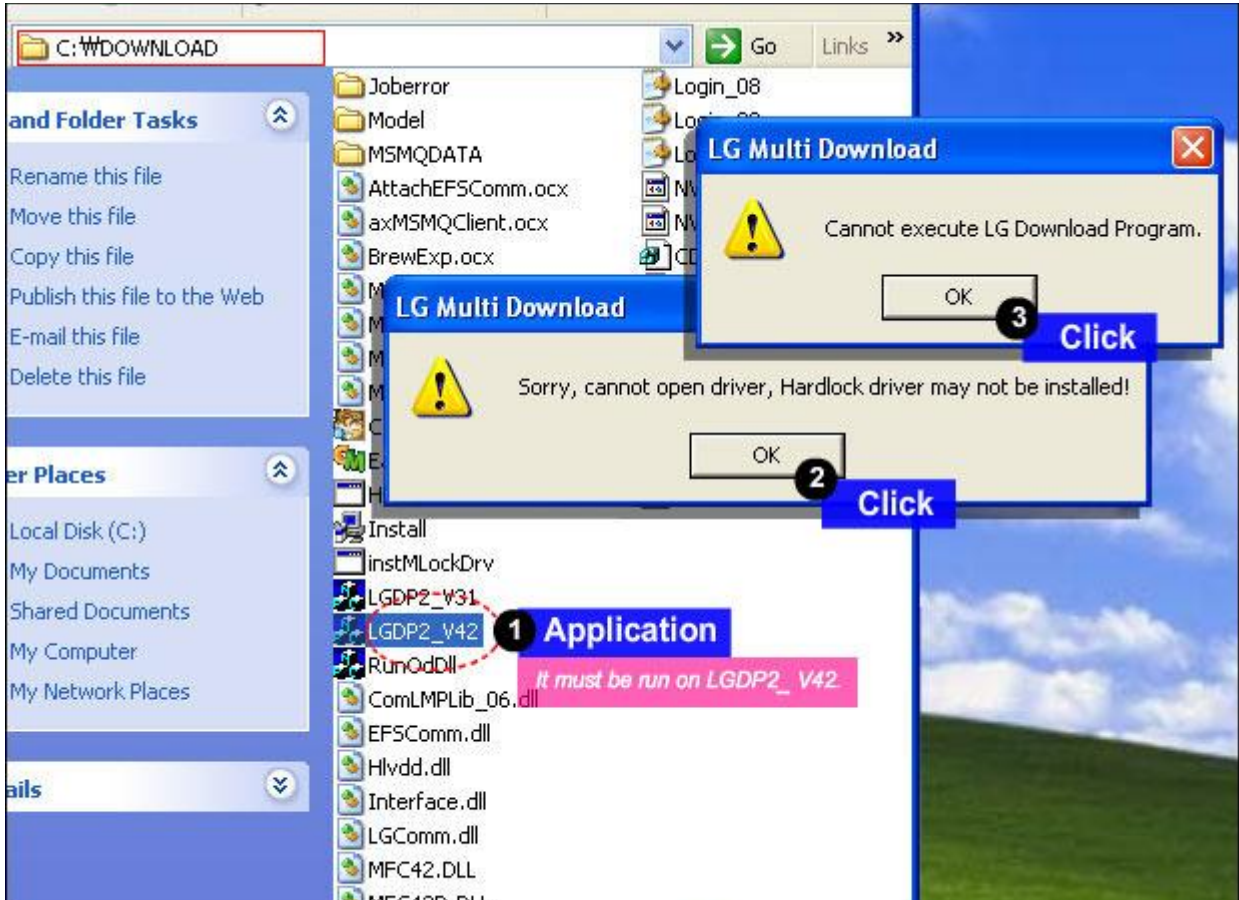 C:₩DOWNLOAD
Go
Links
and Folder Tasks
Rename this file
Move this file
Copy this file
Publish this file to the Web
E-mail this file
Delete this file
er Places
Local Disk (C:)
My Documents
Shared Documents
My Computer
My Network Places
ails
Joberror
Model
MSMQDATA
AttachEFSComm.ocx
axMSMQClient.ocx
BrewExp.ocx
Install
instMLockDrv
LGDP2_V31
LGDP2_V42
RunOdDll
ComLMPLib_06.dll
EFSComm.dll
Hlvdd.dll
Interface.dll
LGComm.dll
MFC42.DLL
Login_08
LG Multi Download
Cannot execute LG Download Program.
OK
3
Click
LG Multi Download
Sorry, cannot open driver, Hardlock driver may not be installed!
OK
2
Click
1
Application
It must be run on LGDP2_ V42.